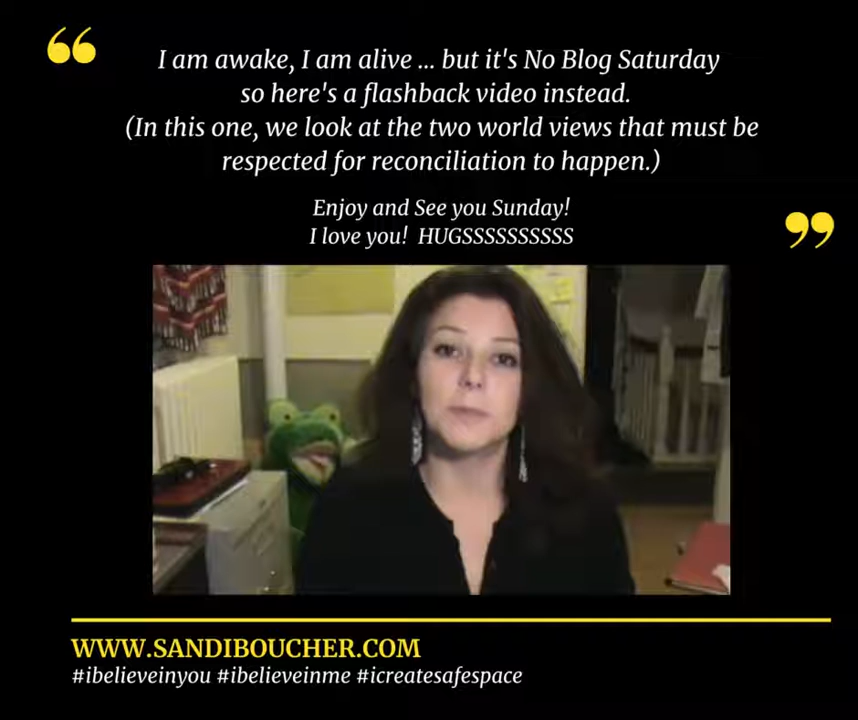 I am awake, I am alive ... but it's No Blog Saturday
so here's a flashback video instead.
(In this one, we look at the two world views that must be
respected for reconciliation to happen.)
Enjoy and See you Sunday!
I love you! HUGSSSSSSSSSS
WWW.SANDIBOUCHER.COM
#ibelieveinyou #ibelieveinme #icreatesafespace